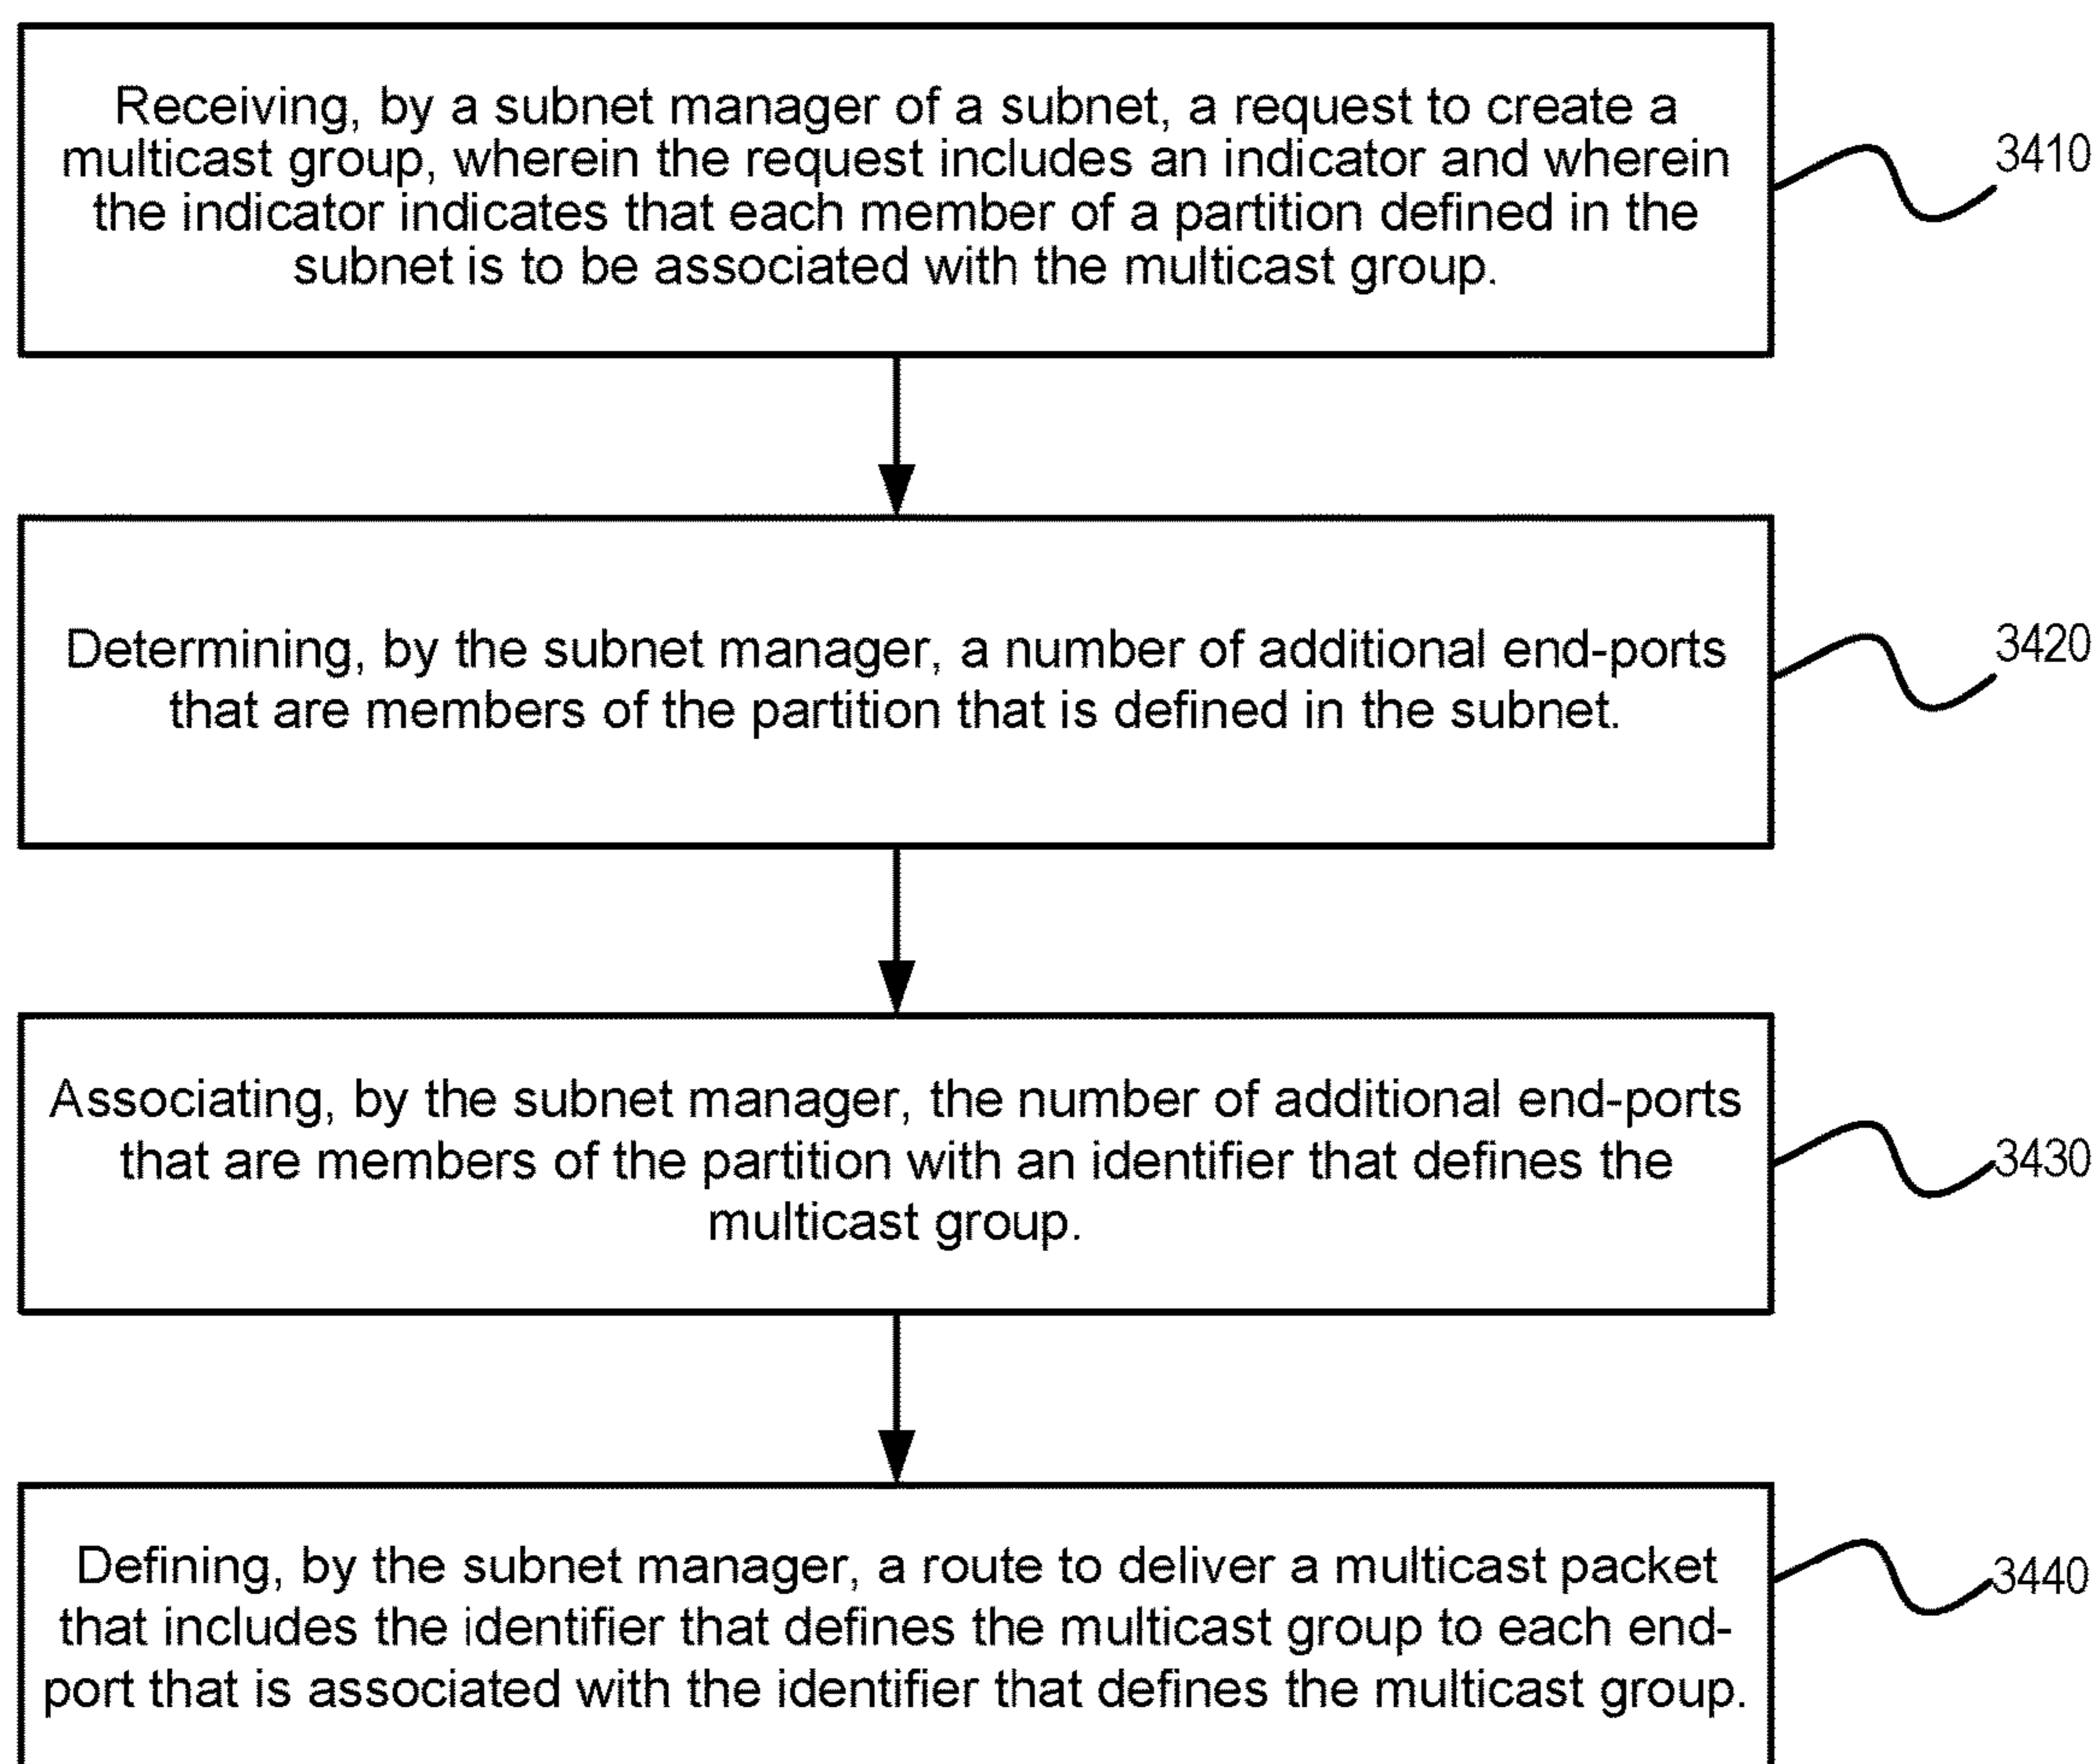 Receiving, by a subnet manager of a subnet, a request to create a
multicast group, wherein the request includes an indicator and wherein
the indicator indicates that each member of a partition defined in the
subnet is to be associated with the multicast group.
3410
Determining, by the subnet manager, a number of additional end-ports
that are members of the partition that is defined in the subnet.
3420
Associating, by the subnet manager, the number of additional end-ports
that are members of the partition with an identifier that defines the
multicast group.
3430
Defining, by the subnet manager, a route to deliver a multicast packet
that includes the identifier that defines the multicast group to each end-
port that is associated with the identifier that defines the multicast group.
3440